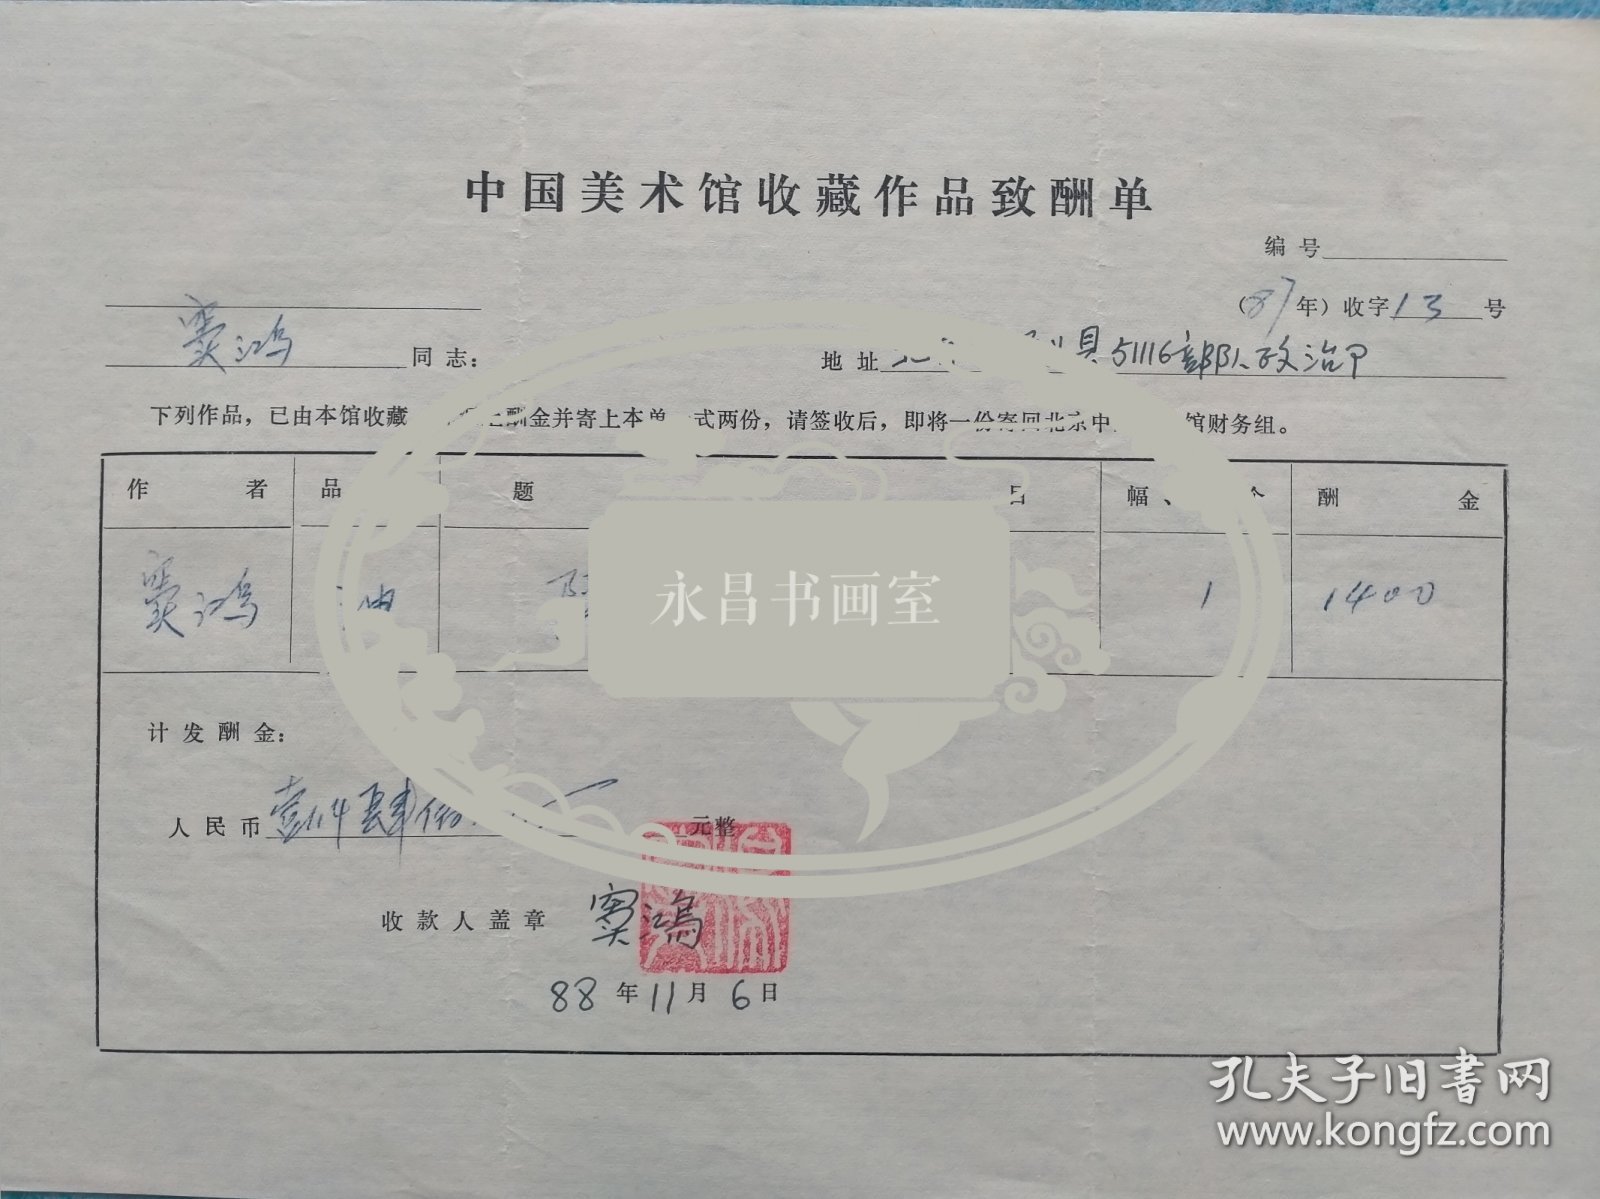 中国美术馆收藏作品致酬单
编号
(87年)收字13号
窦鸿同志:
地址 县51116部队政治
下列作品，已由本馆收藏 酬金并寄上本单 式两份，请签收后，即将一份寄回北京中 馆财务组。
作者 品 题 幅、 酬金
窦鸿 油 1 1400
计发酬金:
人民币壹仟肆佰 元整
收款人盖章 窦鸿
88年11月6日
永昌书画室
孔夫子旧书网
www.kongfz.com